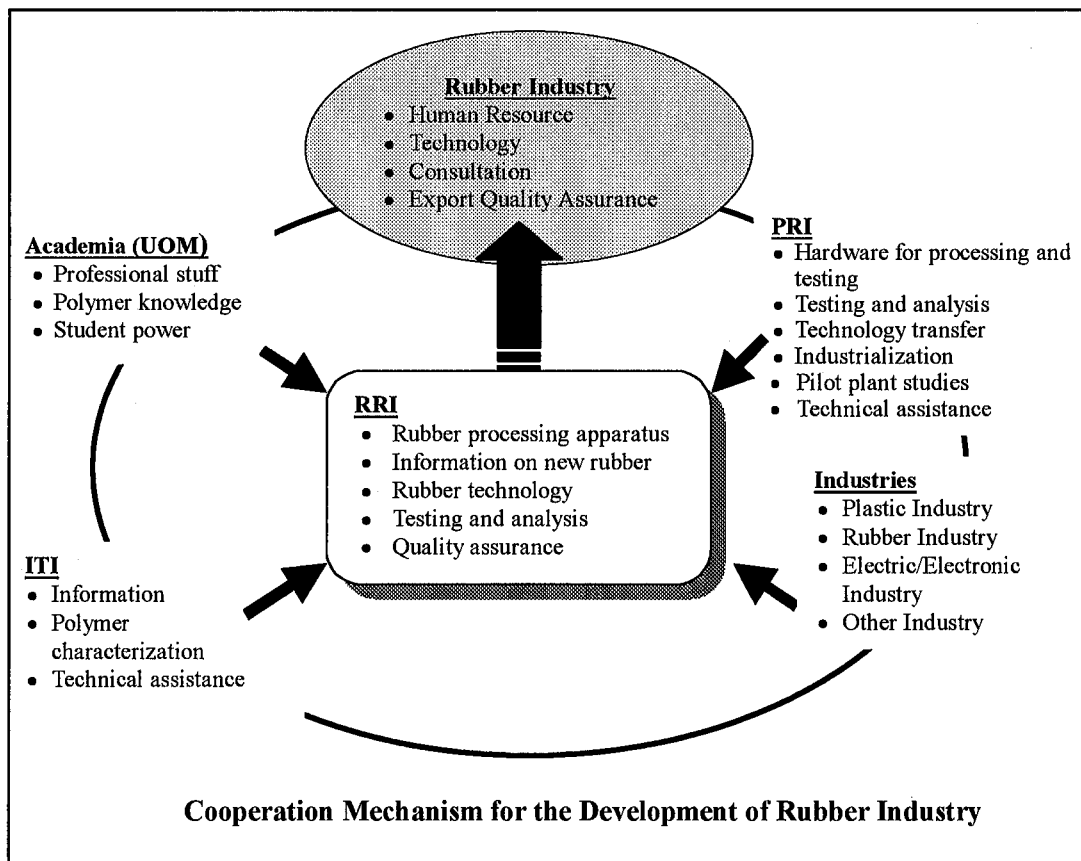 Rubber Industry
• Human Resource
• Technology
• Consultation
• Export Quality Assurance
Academia (UOM)
• Professional stuff
• Polymer knowledge
• Student power
PRI
• Hardware for processing and
testing
• Testing and analysis
• Technology transfer
• Industrialization
• Pilot plant studies
• Technical assistance
RRI
• Rubber processing apparatus
• Information on new rubber
• Rubber technology
• Testing and analysis
• Quality assurance
Industries
• Plastic Industry
• Rubber Industry
• Electric/Electronic
Industry
• Other Industry
ITI
• Information
• Polymer
characterization
• Technical assistance
Cooperation Mechanism for the Development of Rubber Industry